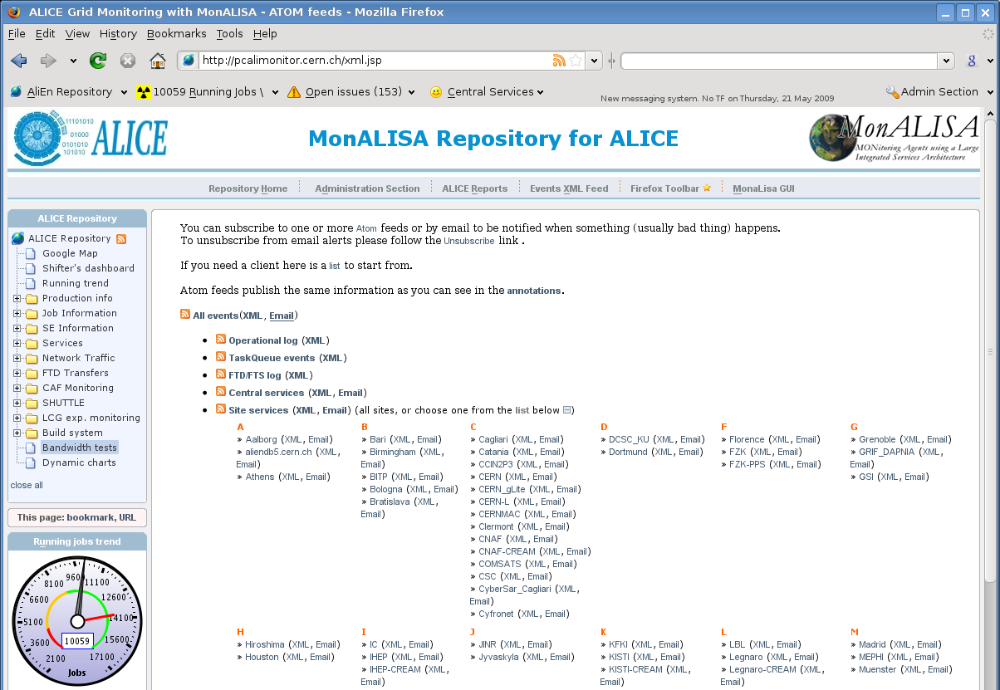 ALICE Grid Monitoring with MonALISA - ATOM feeds - Mozilla Firefox
File Edit View History Bookmarks Tools Help
http://pcalimonitor.cern.ch/xml.jsp
AliEn Repository 10059 Running Jobs \ Open issues (153) Central Services New messaging system. No TF on Thursday, 21 May 2009 Admin Section
11101010
01000
0101010
101010
ALICE
MonALISA Repository for ALICE
MonALISA
MONitoring Agents using a Large
Integrated Services Architecture
Repository Home Administration Section ALICE Reports Events XML Feed Firefox Toolbar MonaLisa GUI
ALICE Repository
ALICE Repository
Google Map
Shifter's dashboard
Running trend
Production info
Job Information
SE Information
Services
Network Traffic
FTD Transfers
CAF Monitoring
SHUTTLE
LCG exp. monitoring
Build system
Bandwidth tests
Dynamic charts
close all
This page: bookmark, URL
Running jobs trend
2100
3600
5100
6600
8100
9600
11100
12600
14100
15600
17100
10059
Jobs
You can subscribe to one or more Atom feeds or by email to be notified when something (usually bad thing) happens.
To unsubscribe from email alerts please follow the Unsubscribe link .
If you need a client here is a list to start from.
Atom feeds publish the same information as you can see in the annotations.
All events(XML, Email)
• Operational log (XML)
• TaskQueue events (XML)
• FTD/FTS log (XML)
• Central services (XML, Email)
• Site services (XML, Email) (all sites, or choose one from the list below )
A
» Aalborg (XML, Email)
» aliendb5.cern.ch (XML,
Email)
» Athens (XML, Email)
B
» Bari (XML, Email)
» Birmingham (XML,
Email)
» BITP (XML, Email)
» Bologna (XML, Email)
» Bratislava (XML,
Email)
C
» Cagliari (XML, Email)
» Catania (XML, Email)
» CCIN2P3 (XML, Email)
» CERN (XML, Email)
» CERN_gLite (XML, Email)
» CERN-L (XML, Email)
» CERNMAC (XML, Email)
» Clermont (XML, Email)
» CNAF (XML, Email)
» CNAF-CREAM (XML, Email)
» COMSATS (XML, Email)
» CSC (XML, Email)
» CyberSar_Cagliari (XML,
Email)
» Cyfronet (XML, Email)
D
» DCSC_KU (XML, Email)
» Dortmund (XML, Email)
F
» Florence (XML, Email)
» FZK (XML, Email)
» FZK-PPS (XML, Email)
G
» Grenoble (XML, Email)
» GRIF_DAPNIA (XML,
Email)
» GSI (XML, Email)
H
» Hiroshima (XML, Email)
» Houston (XML, Email)
I
» IC (XML, Email)
» IHEP (XML, Email)
» IHEP-CREAM (XML,
Email)
J
» JINR (XML, Email)
» Jyvaskyla (XML, Email)
K
» KFKI (XML, Email)
» KISTI (XML, Email)
» KISTI-CREAM (XML,
Email)
L
» LBL (XML, Email)
» Legnaro (XML, Email)
» Legnaro-CREAM (XML,
Email)
M
» Madrid (XML, Email)
» MEPHI (XML, Email)
» Muenster (XML, Email)